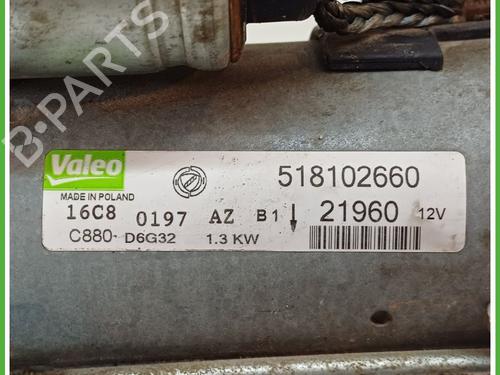 B-PARTS
Valeo
MADE IN POLAND
518102660
16C8 0197 AZ B1 21960 12V
C880- D6G32 1.3 KW